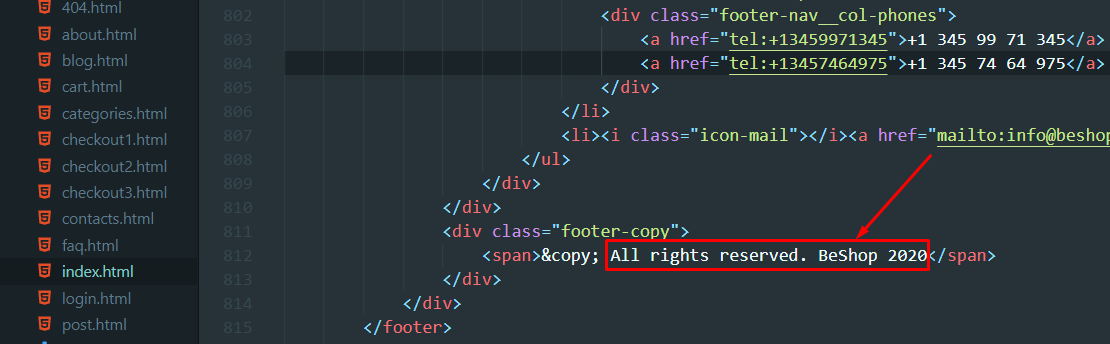 404.html
about.html
blog.html
cart.html
categories.html
checkout1.html
checkout2.html
checkout3.html
contacts.html
faq.html
index.html
login.html
post.html
802 <div class="footer-nav__col-phones">
803 <a href="tel:+13459971345">+1 345 99 71 345</a>
804 <a href="tel:+13457464975">+1 345 74 64 975</a>
805 </div>
806 </li>
807 <li><i class="icon-mail"></i><a href="mailto:info@beshop
808 </ul>
809 </div>
810 </div>
811 <div class="footer-copy">
812 <span>&copy; All rights reserved. BeShop 2020</span>
813 </div>
814 </div>
815 </footer>